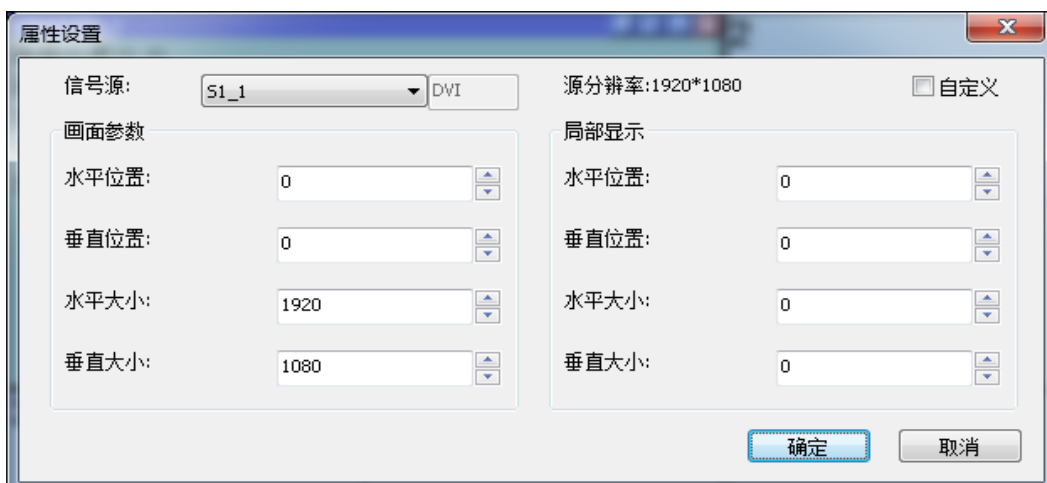 属性设置
信号源: S1_1 DVI 源分辨率:1920*1080 自定义
画面参数 局部显示
水平位置: 0 水平位置: 0
垂直位置: 0 垂直位置: 0
水平大小: 1920 水平大小: 0
垂直大小: 1080 垂直大小: 0
确定 取消